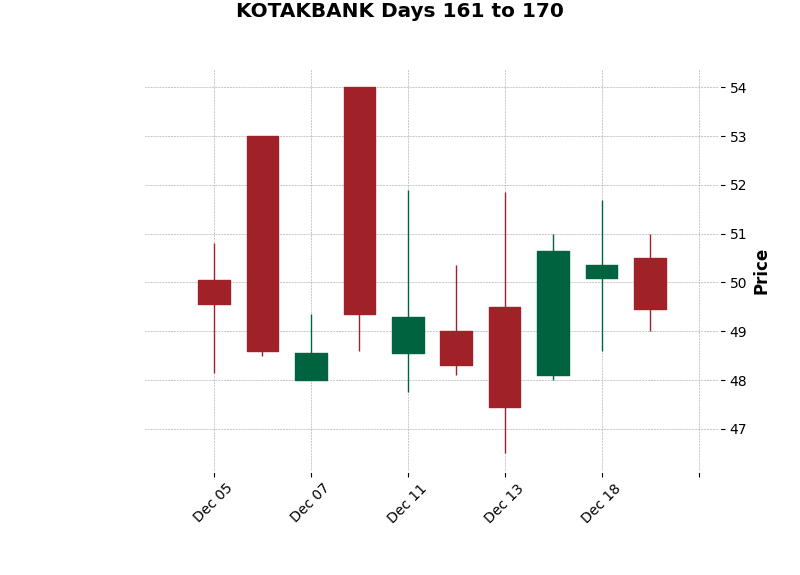 KOTAKBANK Days 161 to 170
54
53
52
51
50
49
48
47
Price
Dec 05
Dec 07
Dec 11
Dec 13
Dec 18